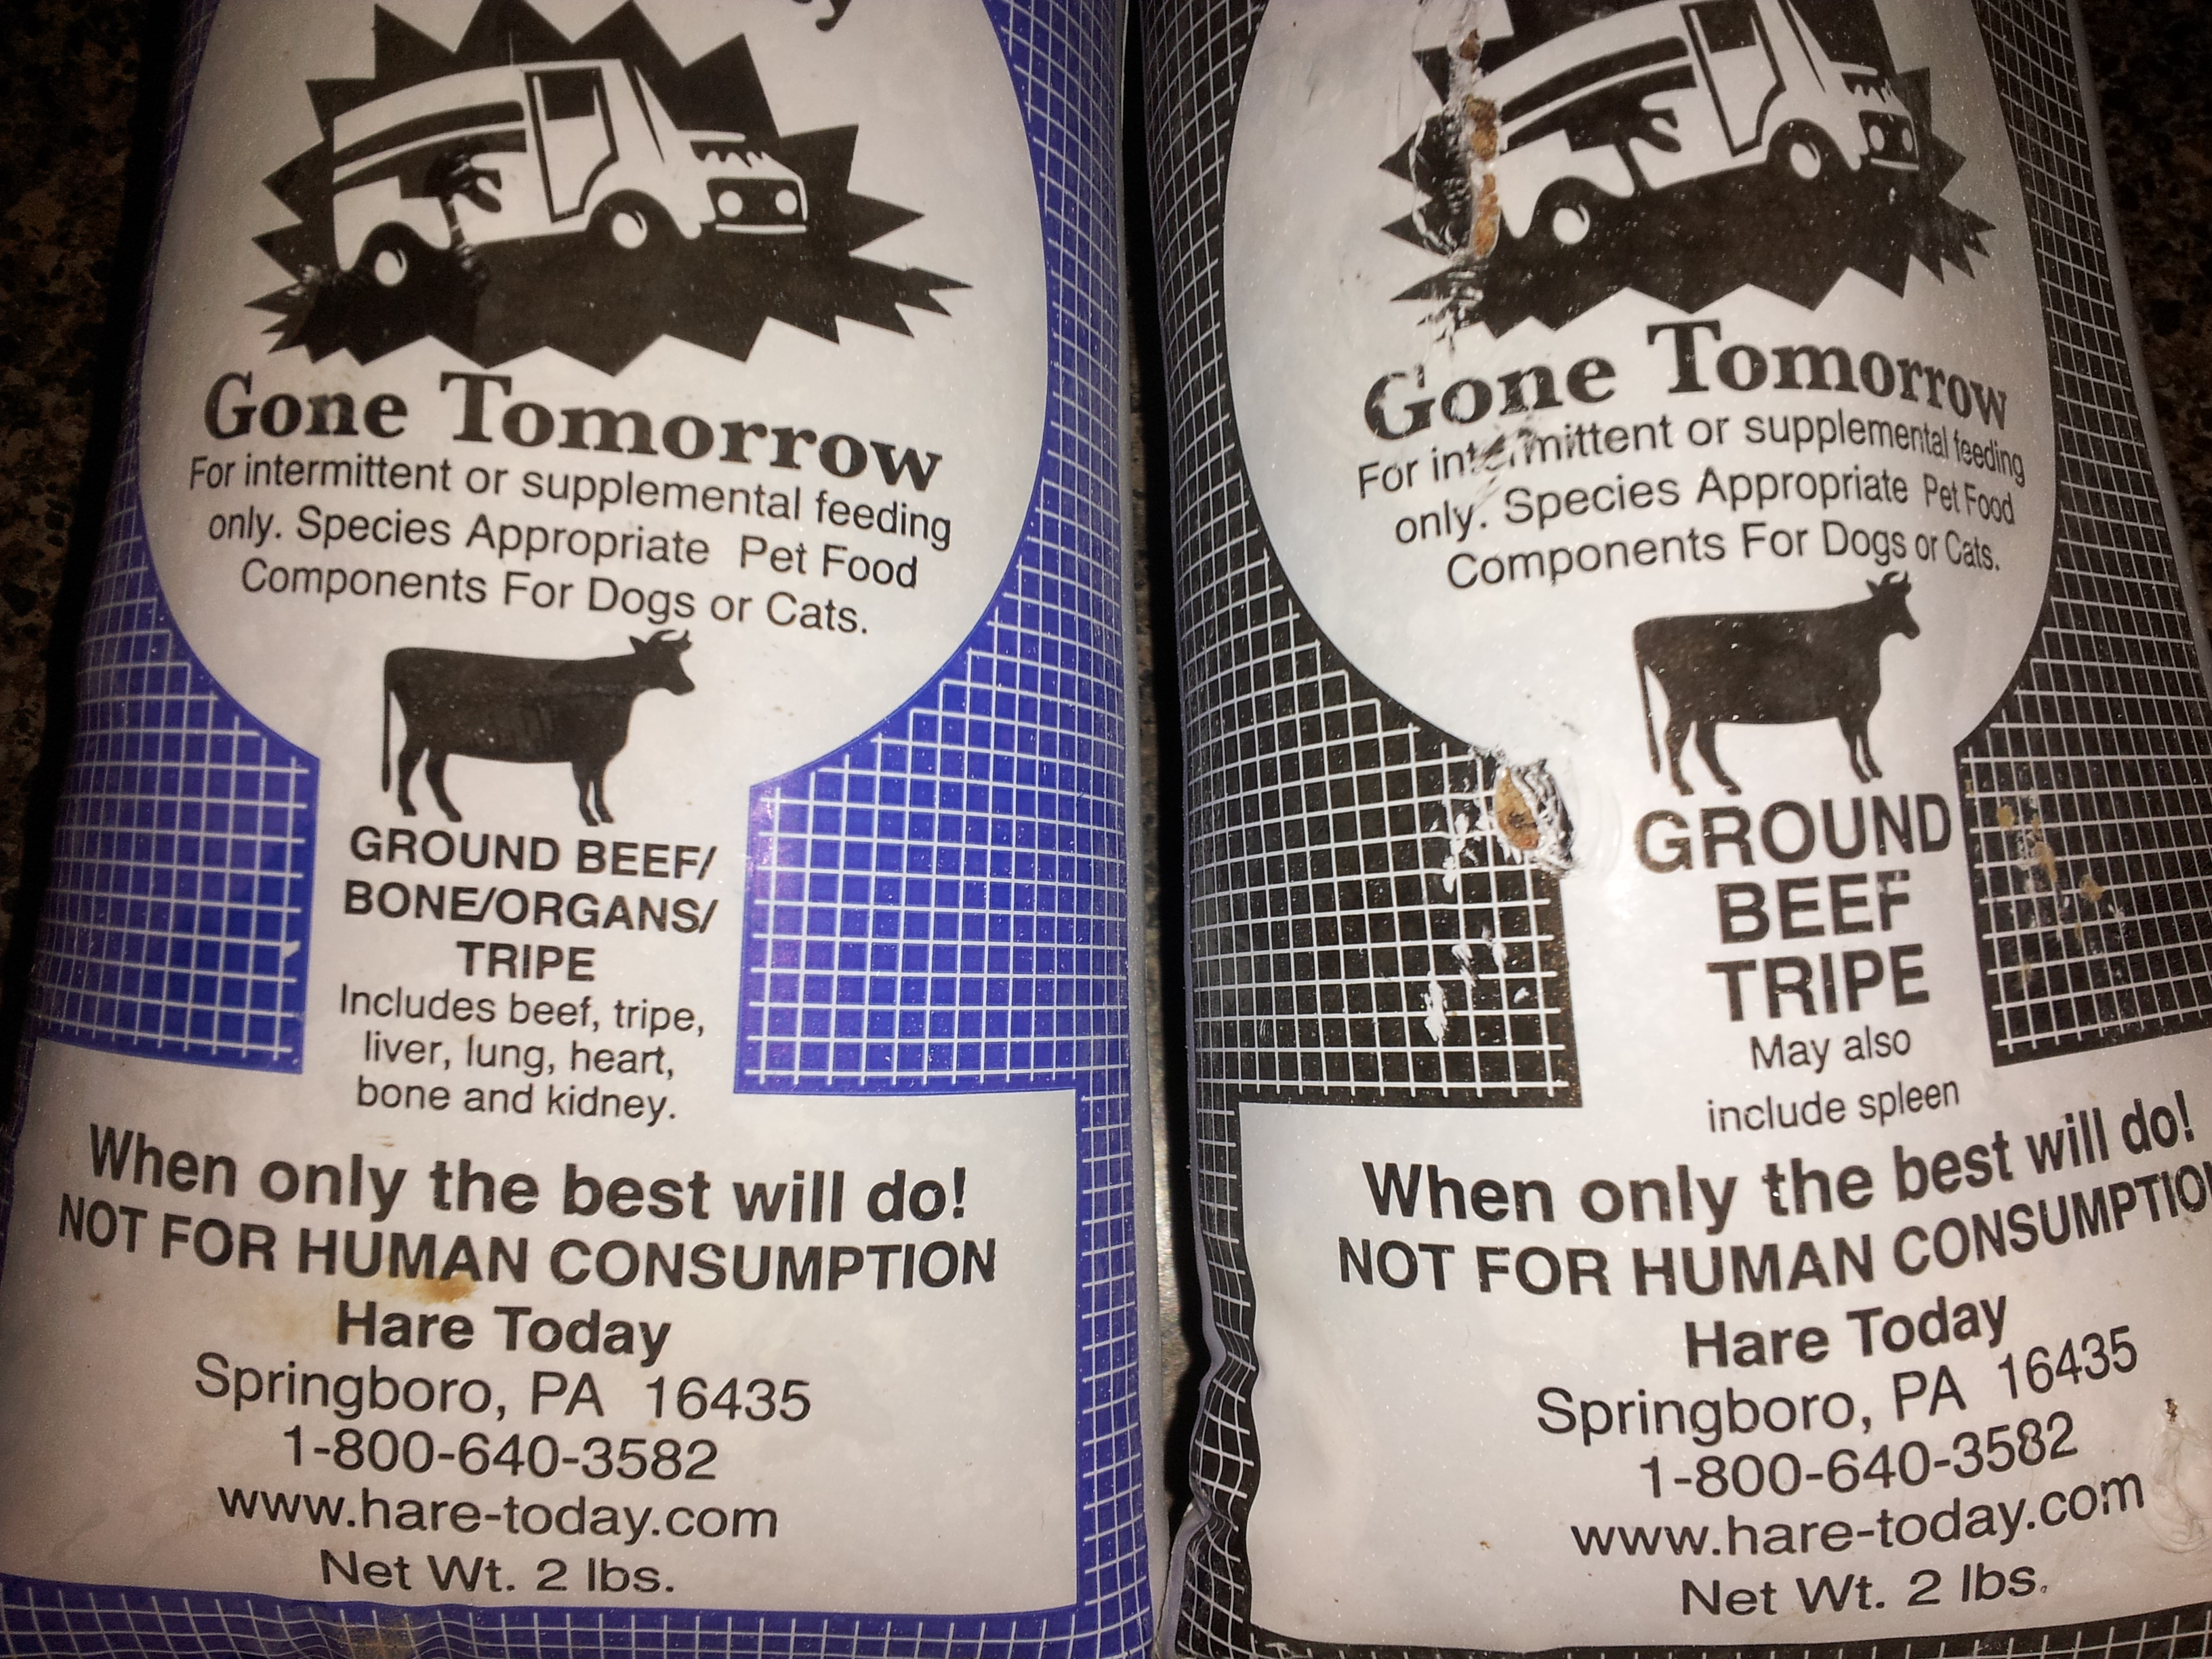 Gone Tomorrow
For intermittent or supplemental feeding
only. Species Appropriate Pet Food
Components For Dogs or Cats.
GROUND BEEF/
BONE/ORGANS/
TRIPE
Includes beef, tripe,
liver, lung, heart,
bone and kidney.
When only the best will do!
NOT FOR HUMAN CONSUMPTION
Hare Today
Springboro, PA 16435
1-800-640-3582
www.hare-today.com
Net Wt. 2 lbs.
Gone Tomorrow
For intermittent or supplemental feeding
only. Species Appropriate Pet Food
Components For Dogs or Cats.
GROUND
BEEF
TRIPE
May also
include spleen
When only the best will do!
NOT FOR HUMAN CONSUMPTIO
Hare Today
Springboro, PA 16435
1-800-640-3582
www.hare-today.com
Net Wt. 2 lbs.